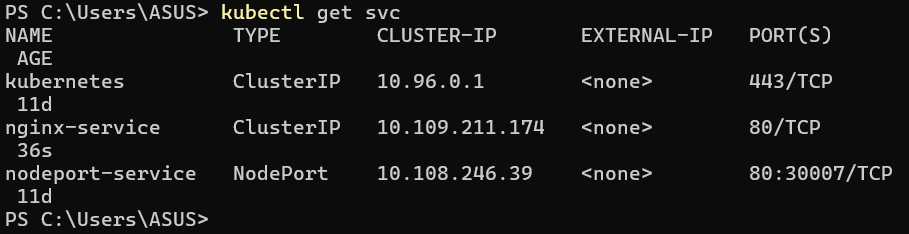 PS C:\Users\ASUS> kubectl get svc
NAME               TYPE        CLUSTER-IP       EXTERNAL-IP   PORT(S)
 AGE
kubernetes         ClusterIP   10.96.0.1        <none>        443/TCP
 11d
nginx-service      ClusterIP   10.109.211.174   <none>        80/TCP
 36s
nodeport-service   NodePort    10.108.246.39    <none>        80:30007/TCP
 11d
PS C:\Users\ASUS>